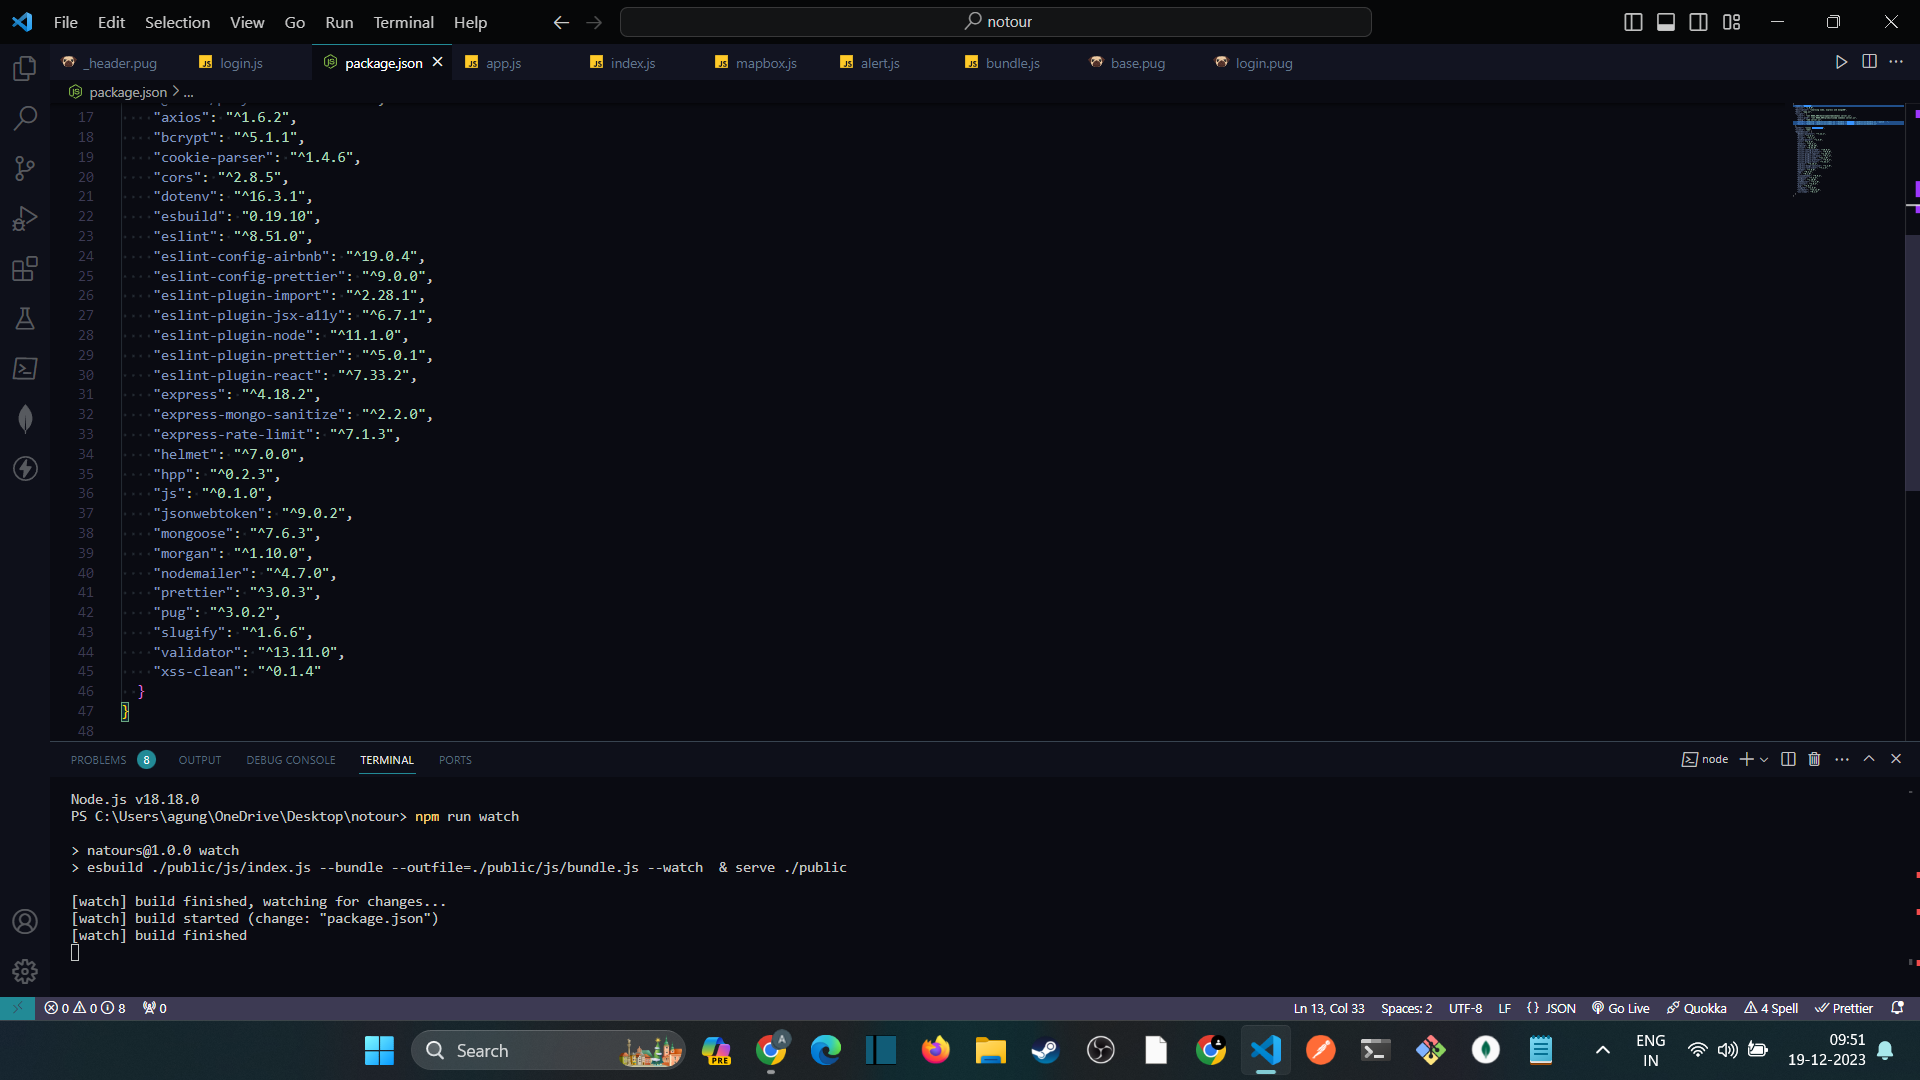 File Edit Selection View Go Run Terminal Help
notour
_header.pug
JS login.js
package.json
JS app.js
JS index.js
JS mapbox.js
JS alert.js
JS bundle.js
base.pug
login.pug
package.json > ...
17 "axios": "^1.6.2",
18 "bcrypt": "^5.1.1",
19 "cookie-parser": "^1.4.6",
20 "cors": "^2.8.5",
21 "dotenv": "^16.3.1",
22 "esbuild": "0.19.10",
23 "eslint": "^8.51.0",
24 "eslint-config-airbnb": "^19.0.4",
25 "eslint-config-prettier": "^9.0.0",
26 "eslint-plugin-import": "^2.28.1",
27 "eslint-plugin-jsx-a11y": "^6.7.1",
28 "eslint-plugin-node": "^11.1.0",
29 "eslint-plugin-prettier": "^5.0.1",
30 "eslint-plugin-react": "^7.33.2",
31 "express": "^4.18.2",
32 "express-mongo-sanitize": "^2.2.0",
33 "express-rate-limit": "^7.1.3",
34 "helmet": "^7.0.0",
35 "hpp": "^0.2.3",
36 "js": "^0.1.0",
37 "jsonwebtoken": "^9.0.2",
38 "mongoose": "^7.6.3",
39 "morgan": "^1.10.0",
40 "nodemailer": "^4.7.0",
41 "prettier": "^3.0.3",
42 "pug": "^3.0.2",
43 "slugify": "^1.6.6",
44 "validator": "^13.11.0",
45 "xss-clean": "^0.1.4"
46 }
47 }
48
PROBLEMS 8 OUTPUT DEBUG CONSOLE TERMINAL PORTS
node
Node.js v18.18.0
PS C:\Users\agung\OneDrive\Desktop\notour> npm run watch
> natours@1.0.0 watch
> esbuild ./public/js/index.js --bundle --outfile=./public/js/bundle.js --watch  & serve ./public
[watch] build finished, watching for changes...
[watch] build started (change: "package.json")
[watch] build finished
0 0 8 0
Ln 13, Col 33 Spaces: 2 UTF-8 LF {} JSON Go Live Quokka 4 Spell Prettier
Search
PRE
A
ENG
IN
09:51
19-12-2023